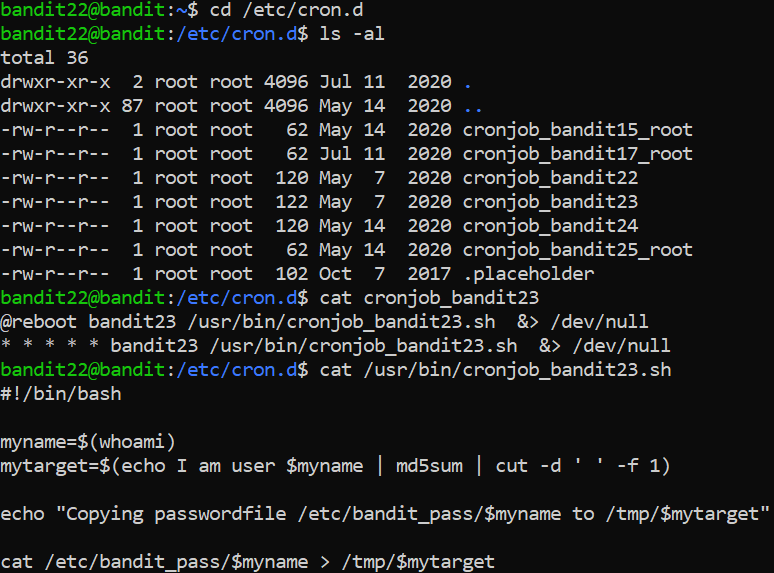 bandit22@bandit:~$ cd /etc/cron.d
bandit22@bandit:/etc/cron.d$ ls -al
total 36
drwxr-xr-x  2 root root 4096 Jul 11  2020 .
drwxr-xr-x 87 root root 4096 May 14  2020 ..
-rw-r--r--  1 root root   62 May 14  2020 cronjob_bandit15_root
-rw-r--r--  1 root root   62 Jul 11  2020 cronjob_bandit17_root
-rw-r--r--  1 root root  120 May  7  2020 cronjob_bandit22
-rw-r--r--  1 root root  122 May  7  2020 cronjob_bandit23
-rw-r--r--  1 root root  120 May 14  2020 cronjob_bandit24
-rw-r--r--  1 root root   62 May 14  2020 cronjob_bandit25_root
-rw-r--r--  1 root root  102 Oct  7  2017 .placeholder
bandit22@bandit:/etc/cron.d$ cat cronjob_bandit23
@reboot bandit23 /usr/bin/cronjob_bandit23.sh  &> /dev/null
* * * * * bandit23 /usr/bin/cronjob_bandit23.sh  &> /dev/null
bandit22@bandit:/etc/cron.d$ cat /usr/bin/cronjob_bandit23.sh
#!/bin/bash
myname=$(whoami)
mytarget=$(echo I am user $myname | md5sum | cut -d ' ' -f 1)
echo "Copying passwordfile /etc/bandit_pass/$myname to /tmp/$mytarget"
cat /etc/bandit_pass/$myname > /tmp/$mytarget